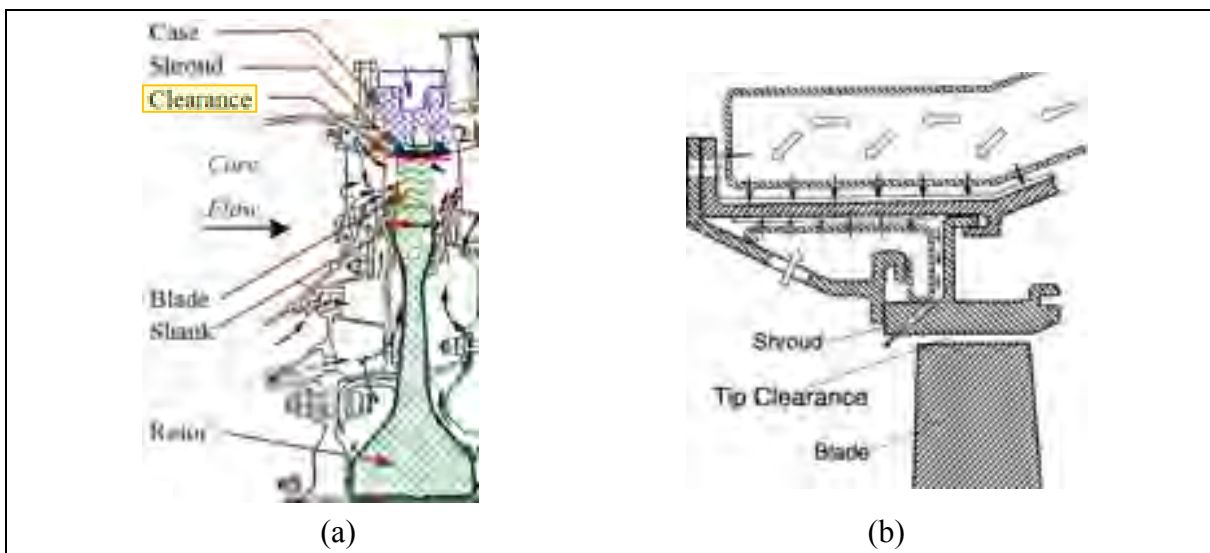 Case
Shroud
Clearance
Core
Flow
Blade
Shank
Rotor
(a)
Shroud
Tip Clearance
Blade
(b)